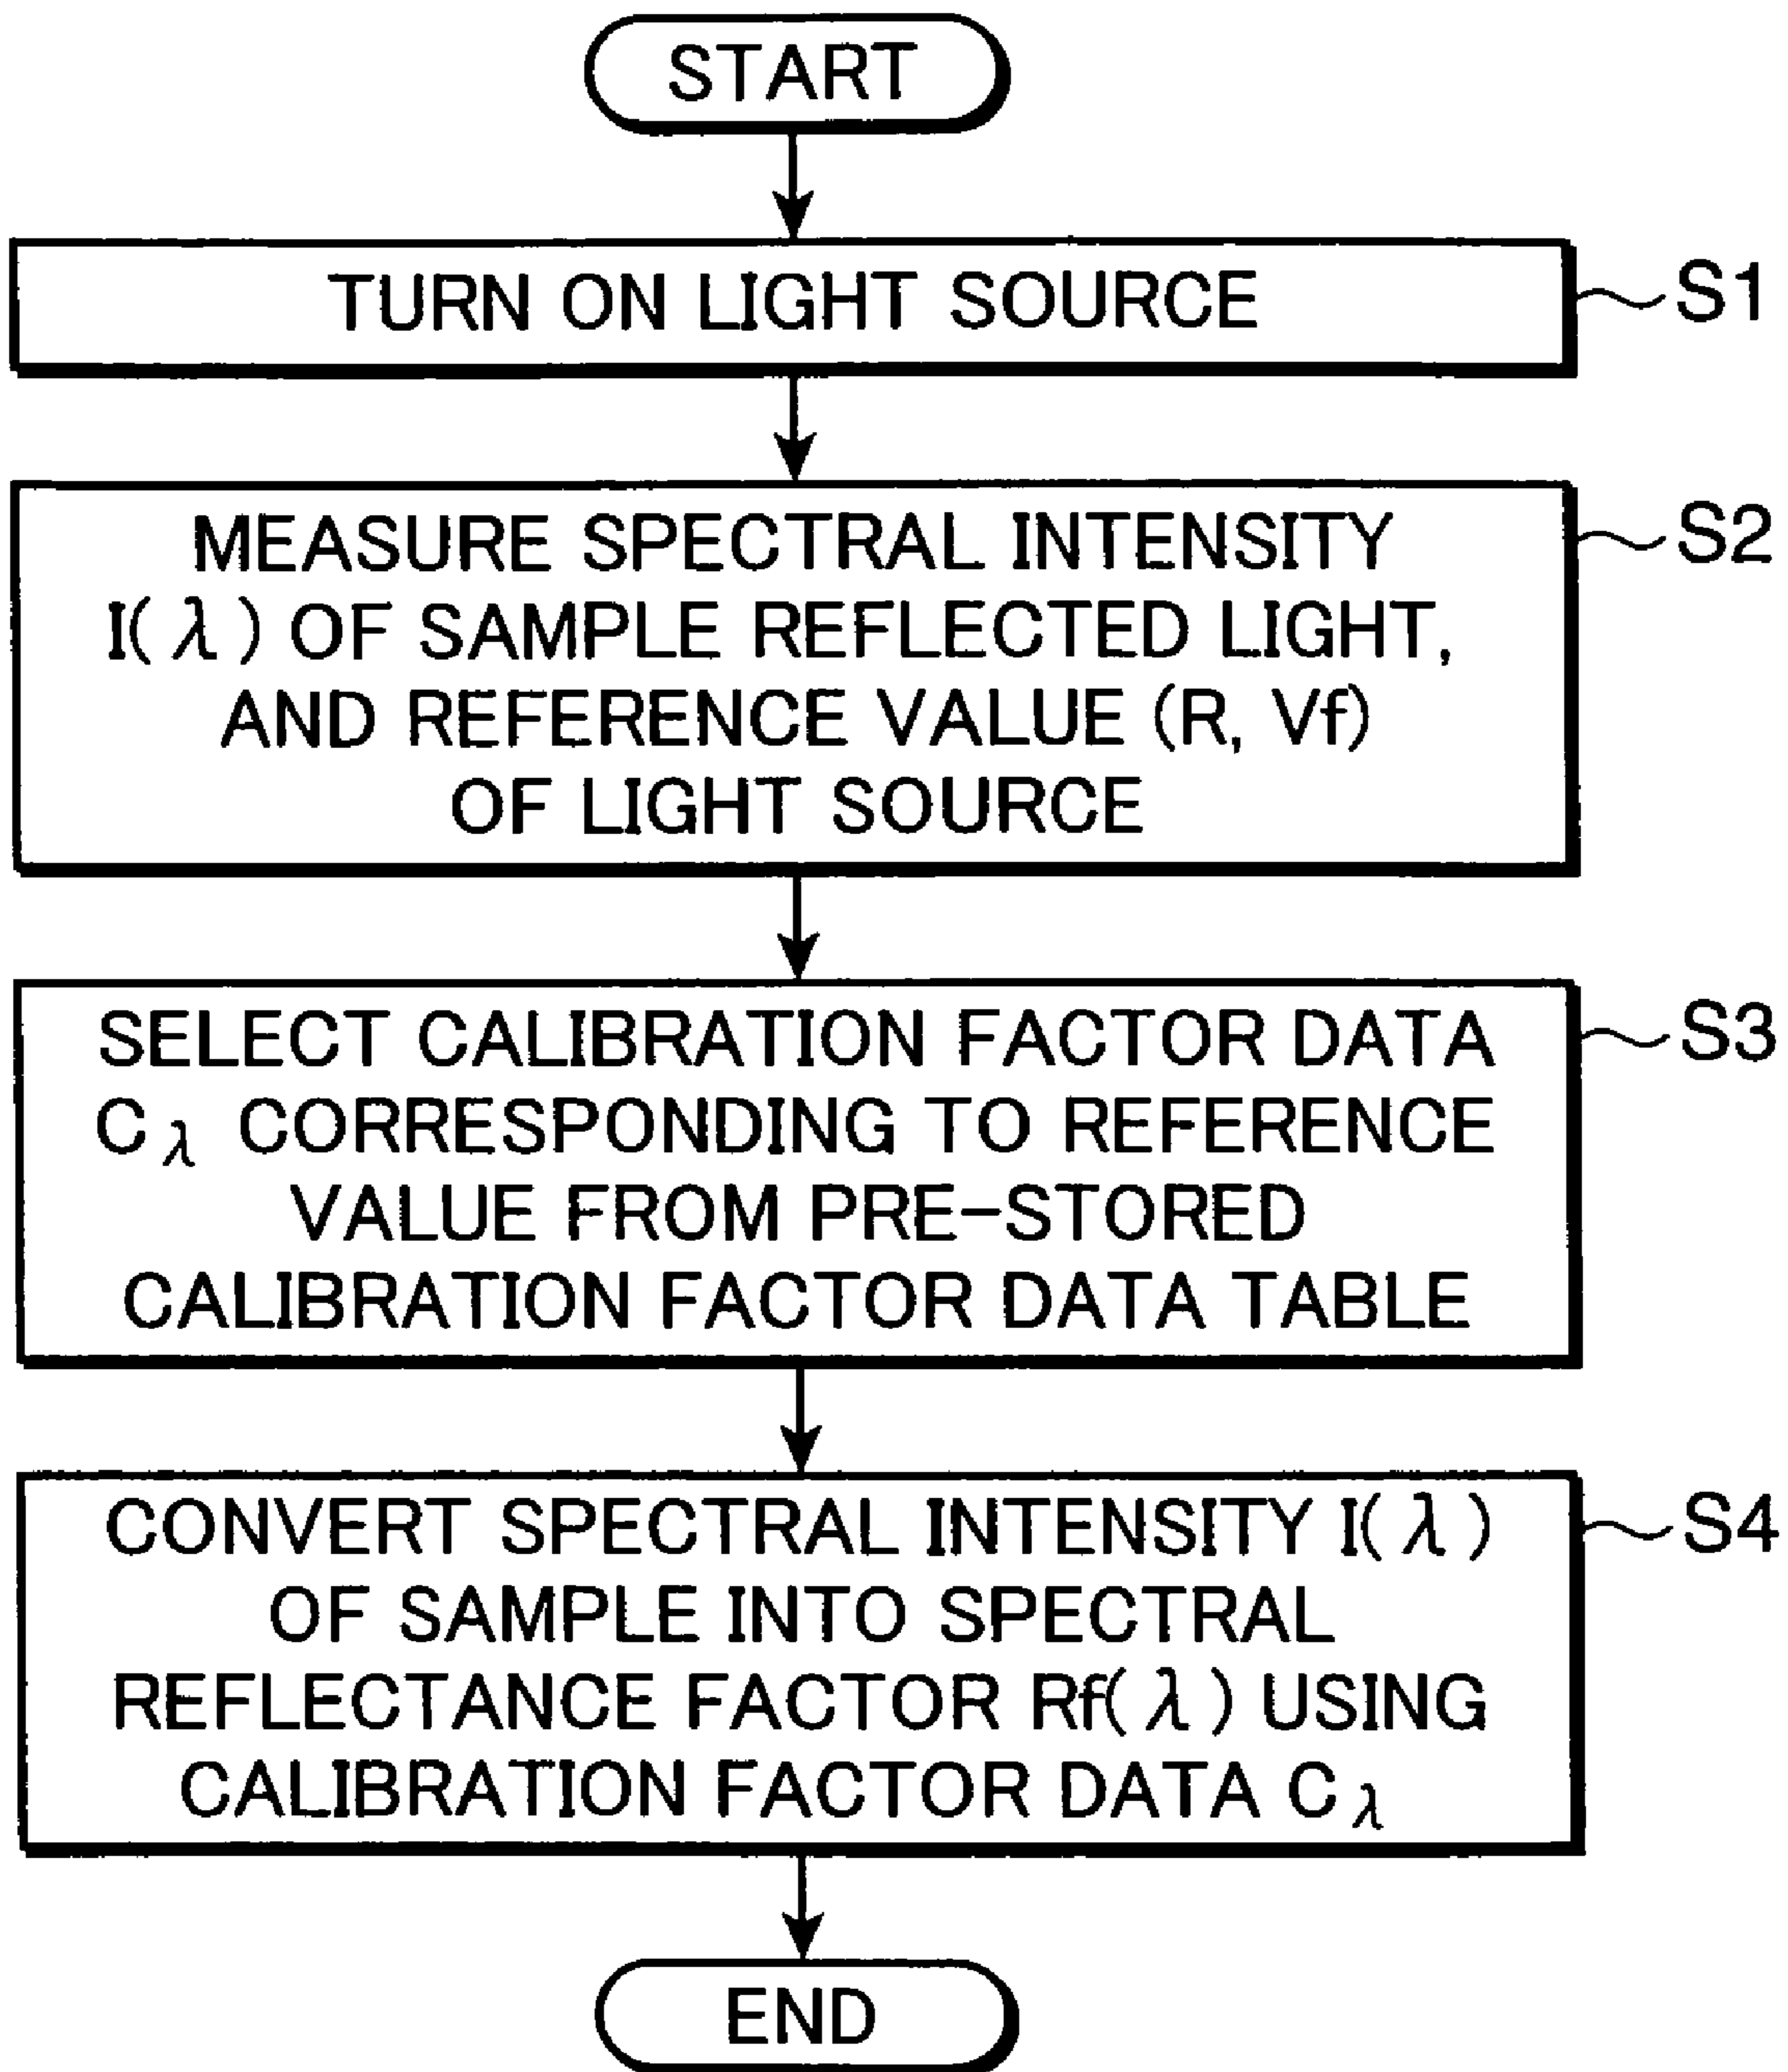 START
TURN ON LIGHT SOURCE
S1
MEASURE SPECTRAL INTENSITY
I(λ) OF SAMPLE REFLECTED LIGHT,
AND REFERENCE VALUE (R, Vf)
OF LIGHT SOURCE
S2
SELECT CALIBRATION FACTOR DATA
Cλ CORRESPONDING TO REFERENCE
VALUE FROM PRE-STORED
CALIBRATION FACTOR DATA TABLE
S3
CONVERT SPECTRAL INTENSITY I(λ)
OF SAMPLE INTO SPECTRAL
REFLECTANCE FACTOR Rf(λ) USING
CALIBRATION FACTOR DATA Cλ
S4
END